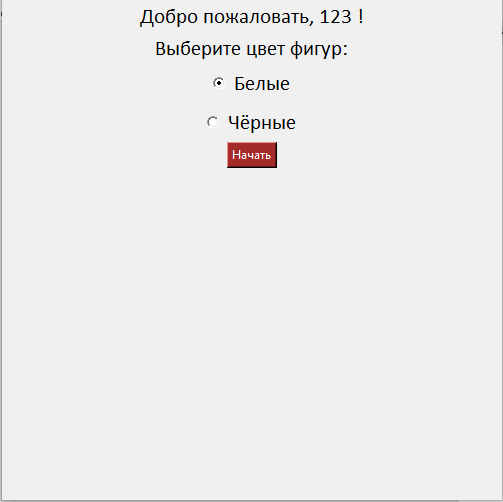 Добро пожаловать, 123 !
Выберите цвет фигур:
Белые
Чёрные
Начать